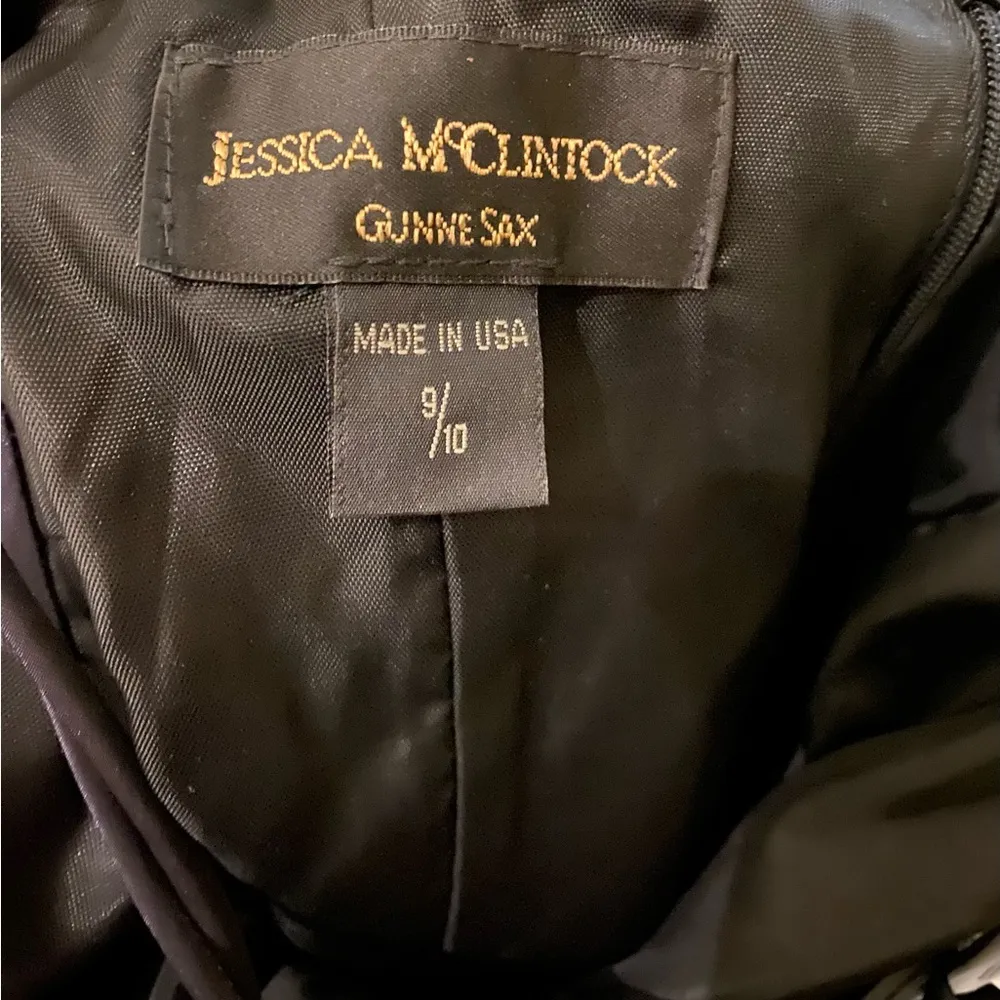 JESSICA McCLINTOCK
GUNNE SAX
MADE IN USA
9/10